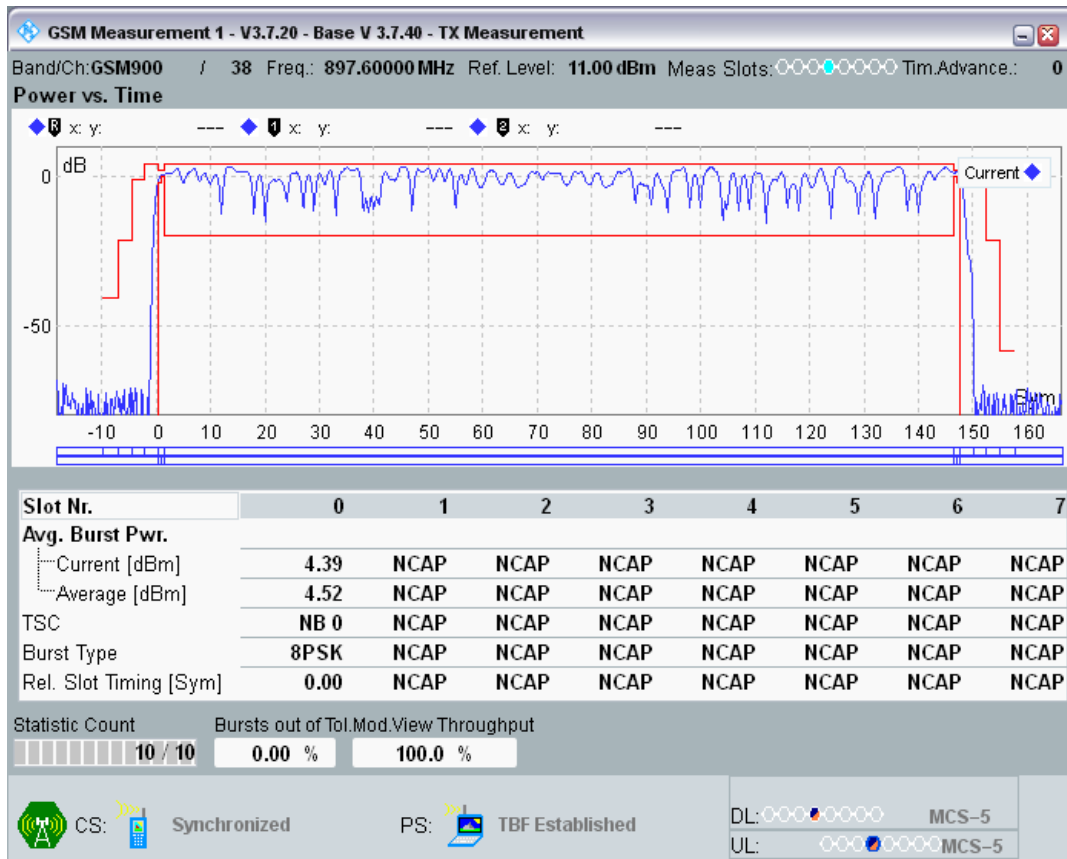 GSM Measurement 1 - V3.7.20 - Base V 3.7.40 - TX Measurement
Band/Ch:GSM900 / 38 Freq.: 897.60000 MHz Ref. Level: 11.00 dBm Meas Slots: Tim.Advance.: 0
Power vs. Time
R x: y: --- 1 x: y: --- 2 x: y: ---
dB
Current
0
-50
Sym
-10 0 10 20 30 40 50 60 70 80 90 100 110 120 130 140 150 160
Slot Nr. 0 1 2 3 4 5 6 7
Avg. Burst Pwr.
Current [dBm] 4.39 NCAP NCAP NCAP NCAP NCAP NCAP NCAP
Average [dBm] 4.52 NCAP NCAP NCAP NCAP NCAP NCAP NCAP
TSC NB 0 NCAP NCAP NCAP NCAP NCAP NCAP NCAP
Burst Type 8PSK NCAP NCAP NCAP NCAP NCAP NCAP NCAP
Rel. Slot Timing [Sym] 0.00 NCAP NCAP NCAP NCAP NCAP NCAP NCAP
Statistic Count Bursts out of Tol.Mod.View Throughput
10 / 10 0.00 % 100.0 %
CS: Synchronized PS: TBF Established DL: MCS-5
UL: MCS-5